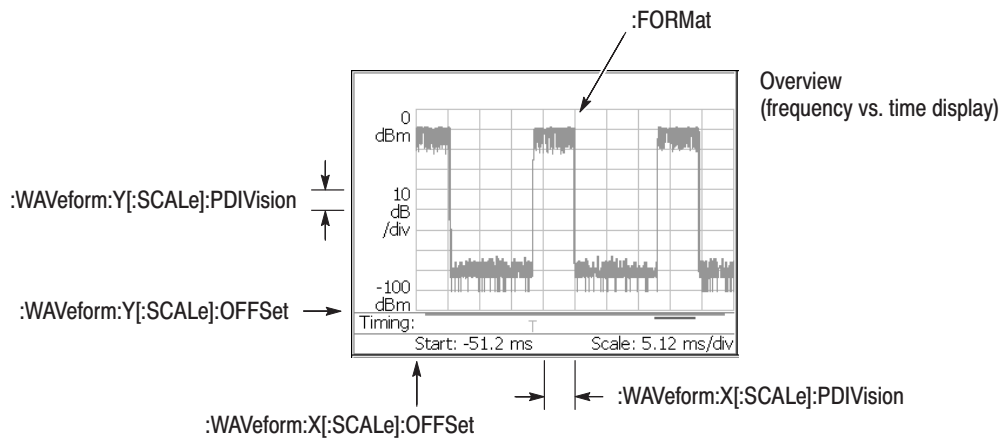 :FORMat
Overview
(frequency vs. time display)
0
dBm
:WAVeform:Y[:SCALe]:PDIVision
10
dB
/div
-100
dBm
:WAVeform:Y[:SCALe]:OFFSet
Timing:
T
Start: -51.2 ms
Scale: 5.12 ms/div
:WAVeform:X[:SCALe]:PDIVision
:WAVeform:X[:SCALe]:OFFSet